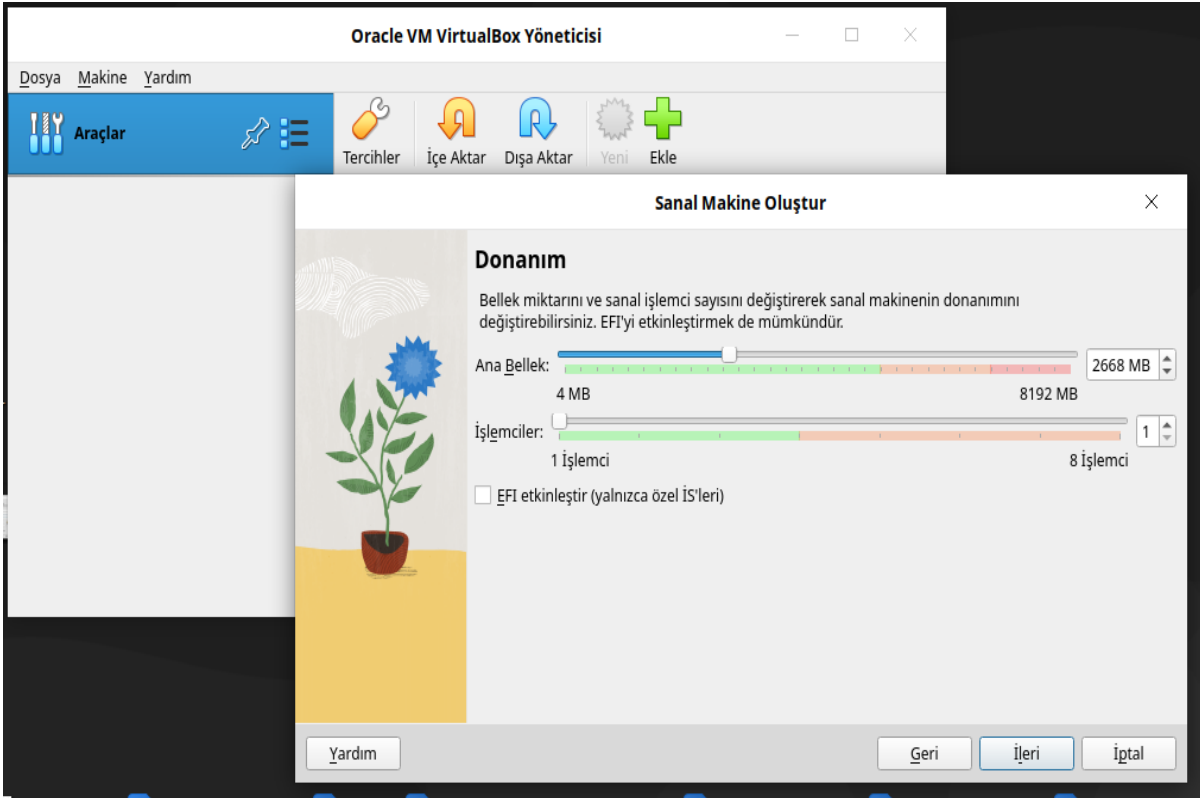 Oracle VM VirtualBox Yöneticisi
Dosya Makine Yardım
Araçlar
Tercihler İçe Aktar Dışa Aktar Yeni Ekle
Sanal Makine Oluştur
Donanım
Bellek miktarını ve sanal işlemci sayısını değiştirerek sanal makinenin donanımını
değiştirebilirsiniz. EFI'yi etkinleştirmek de mümkündür.
Ana Bellek: 2668 MB
4 MB 8192 MB
İşlemciler: 1
1 İşlemci 8 İşlemci
EFI etkinleştir (yalnızca özel İS'leri)
Yardım Geri İleri İptal